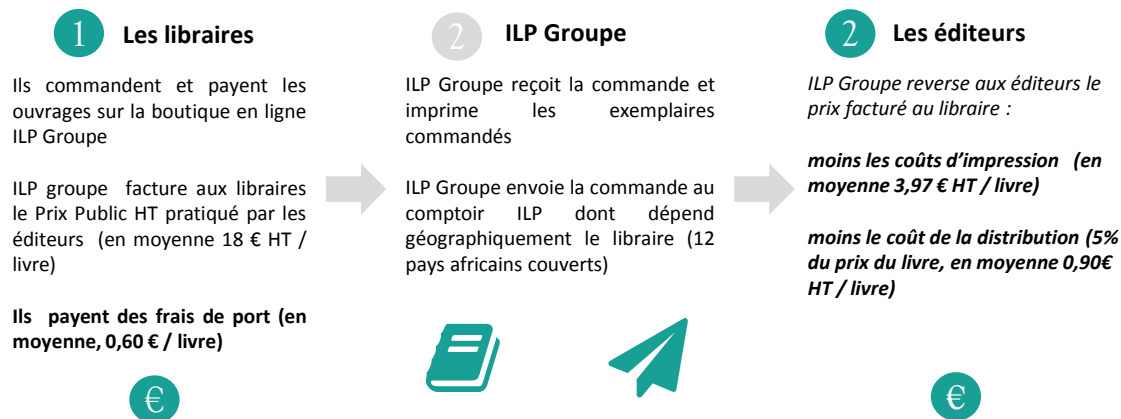 1 Les libraires
Ils commandent et payent les
ouvrages sur la boutique en ligne
ILP Groupe
ILP groupe facture aux libraires
le Prix Public HT pratiqué par les
éditeurs (en moyenne 18 € HT /
livre)
Ils payent des frais de port (en
moyenne, 0,60 € / livre)
€
2 ILP Groupe
ILP Groupe reçoit la commande et
imprime les exemplaires
commandés
ILP Groupe envoie la commande au
comptoir ILP dont dépend
géographiquement le libraire (12
pays africains couverts)
2 Les éditeurs
ILP Groupe reverse aux éditeurs le
prix facturé au libraire :
moins les coûts d’impression (en
moyenne 3,97 € HT / livre)
moins le coût de la distribution (5%
du prix du livre, en moyenne 0,90€
HT / livre)
€